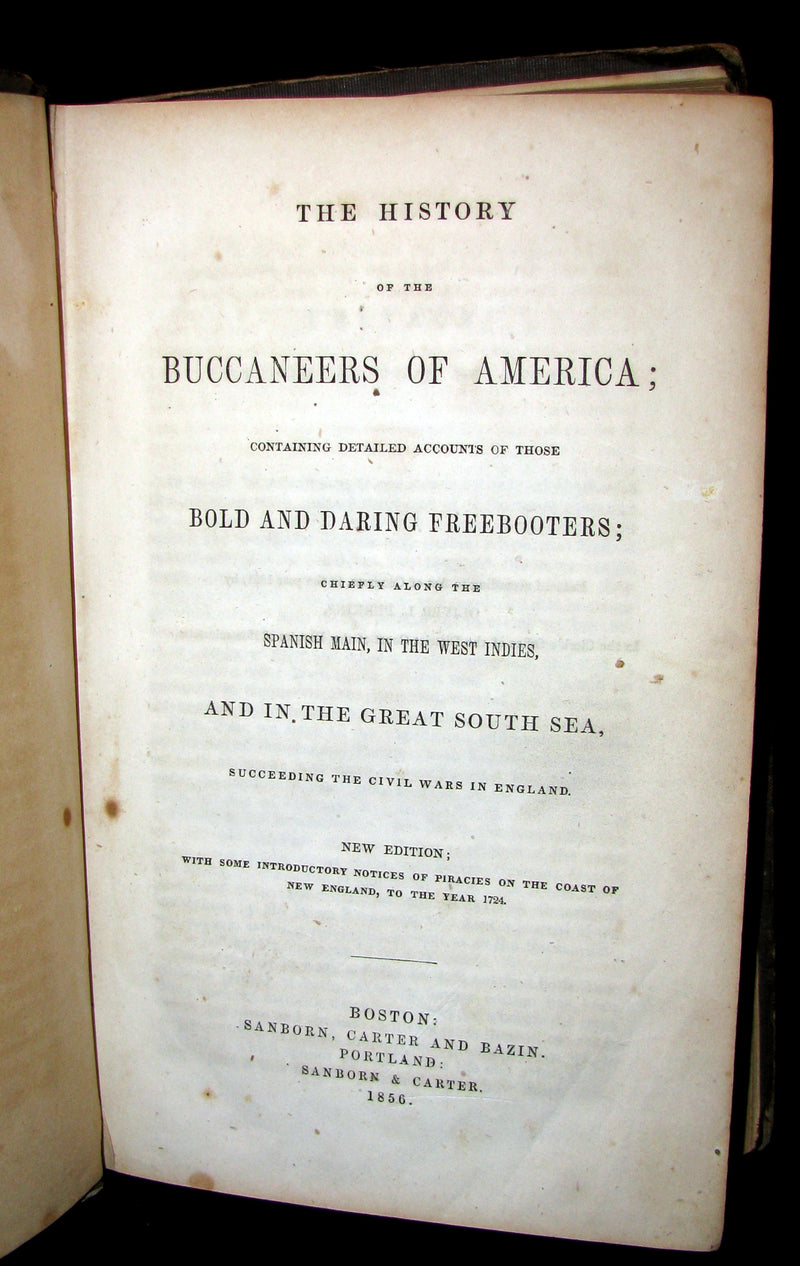 THE HISTORY
OF THE
BUCCANEERS OF AMERICA;
CONTAINING DETAILED ACCOUNTS OF THOSE
BOLD AND DARING FREEBOOTERS;
CHIEFLY ALONG THE
SPANISH MAIN, IN THE WEST INDIES,
AND IN THE GREAT SOUTH SEA,
SUCCEEDING THE CIVIL WARS IN ENGLAND.
NEW EDITION;
WITH SOME INTRODUCTORY NOTICES OF PIRACIES ON THE COAST OF
NEW ENGLAND, TO THE YEAR 1724.
BOSTON:
SANBORN, CARTER AND BAZIN.
PORTLAND:
SANBORN & CARTER.
1856.